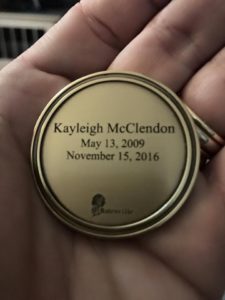 Kayleigh McClendon
May 13, 2009
November 15, 2016